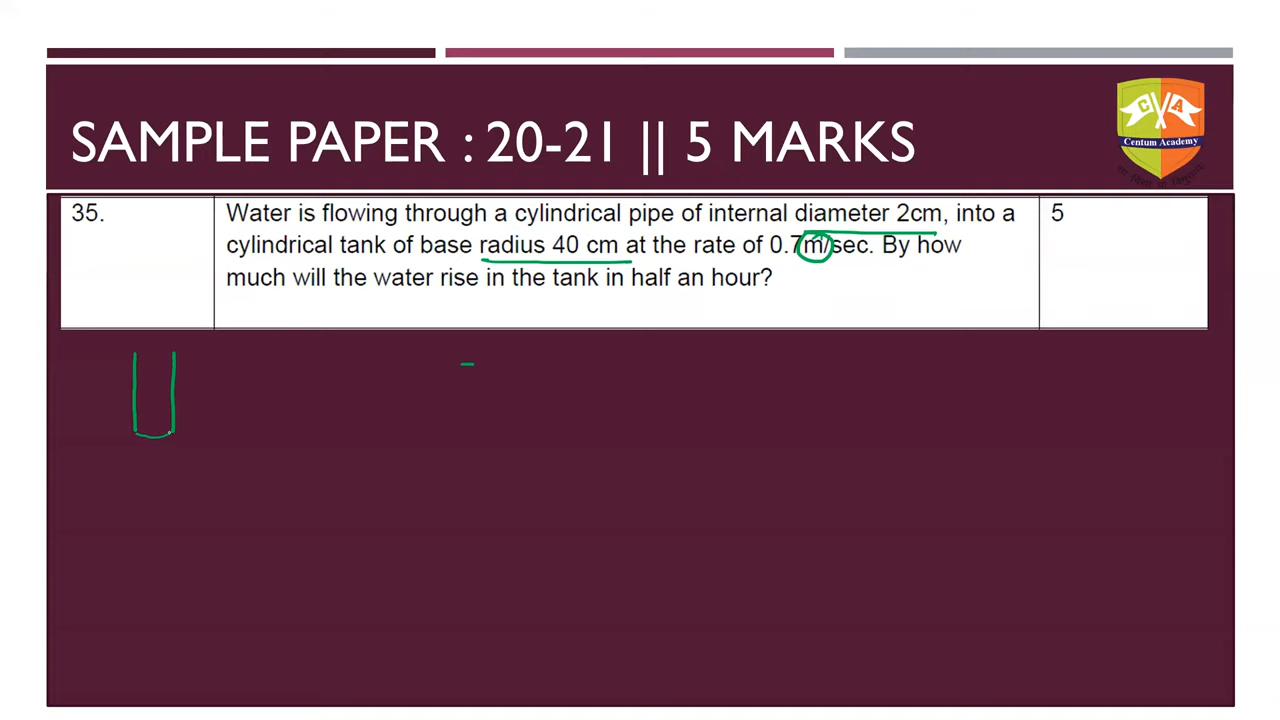 SAMPLE PAPER : 20-21 || 5 MARKS
C A
Centum Academy
35.
Water is flowing through a cylindrical pipe of internal diameter 2cm, into a
5
cylindrical tank of base radius 40 cm at the rate of 0.7m/sec. By how
much will the water rise in the tank in half an hour?